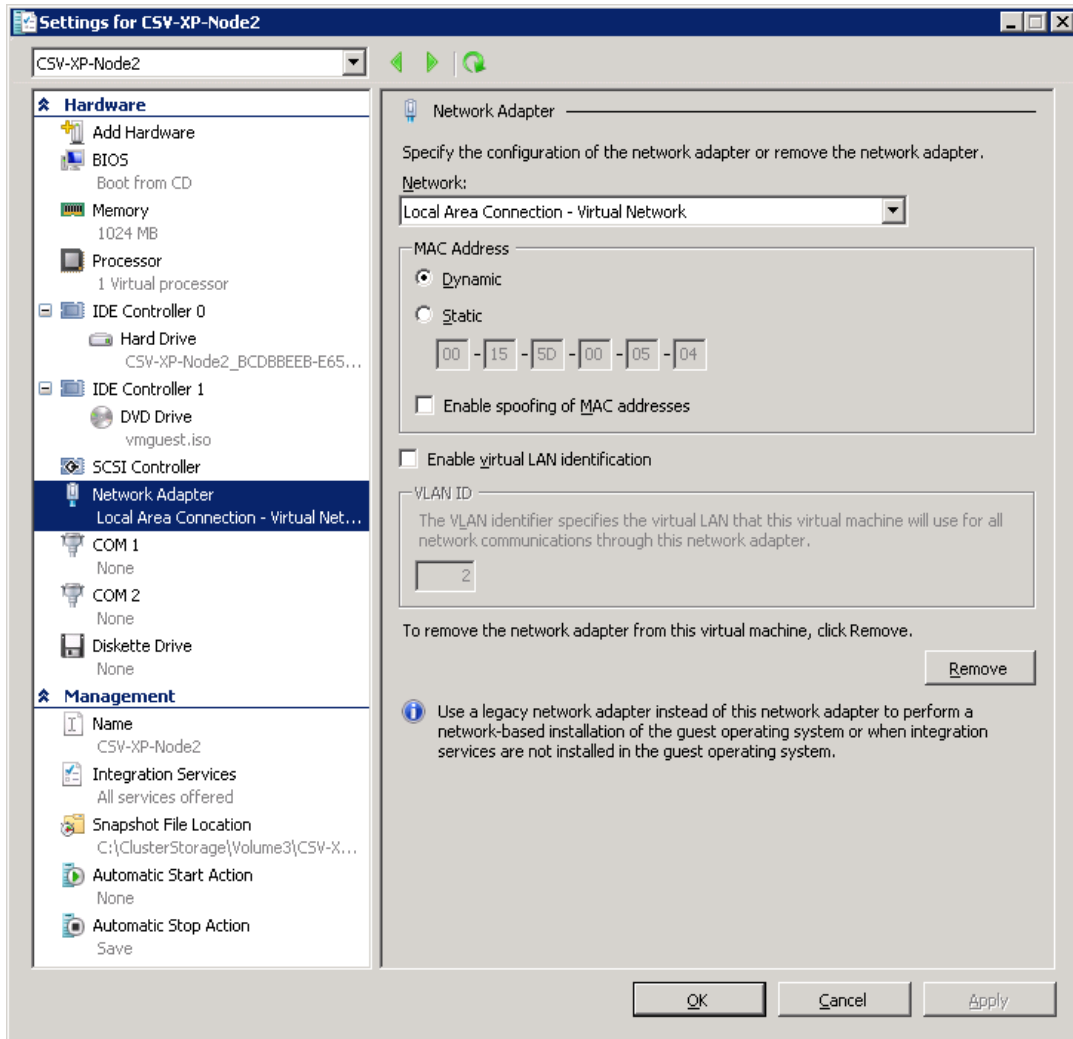 Settings for CSV-XP-Node2
CSV-XP-Node2
Hardware
Add Hardware
BIOS
Boot from CD
Memory
1024 MB
Processor
1 Virtual processor
IDE Controller 0
Hard Drive
CSV-XP-Node2_BCDBBEEB-E65...
IDE Controller 1
DVD Drive
vmguest.iso
SCSI Controller
Network Adapter
Local Area Connection - Virtual Net...
COM 1
None
COM 2
None
Diskette Drive
None
Management
Name
CSV-XP-Node2
Integration Services
All services offered
Snapshot File Location
C:\ClusterStorage\Volume3\CSV-X...
Automatic Start Action
None
Automatic Stop Action
Save
Network Adapter
Specify the configuration of the network adapter or remove the network adapter.
Network:
Local Area Connection - Virtual Network
MAC Address
Dynamic
Static
00 - 15 - 5D - 00 - 05 - 04
Enable spoofing of MAC addresses
Enable virtual LAN identification
VLAN ID
The VLAN identifier specifies the virtual LAN that this virtual machine will use for all
network communications through this network adapter.
2
To remove the network adapter from this virtual machine, click Remove.
Remove
Use a legacy network adapter instead of this network adapter to perform a
network-based installation of the guest operating system or when integration
services are not installed in the guest operating system.
OK
Cancel
Apply